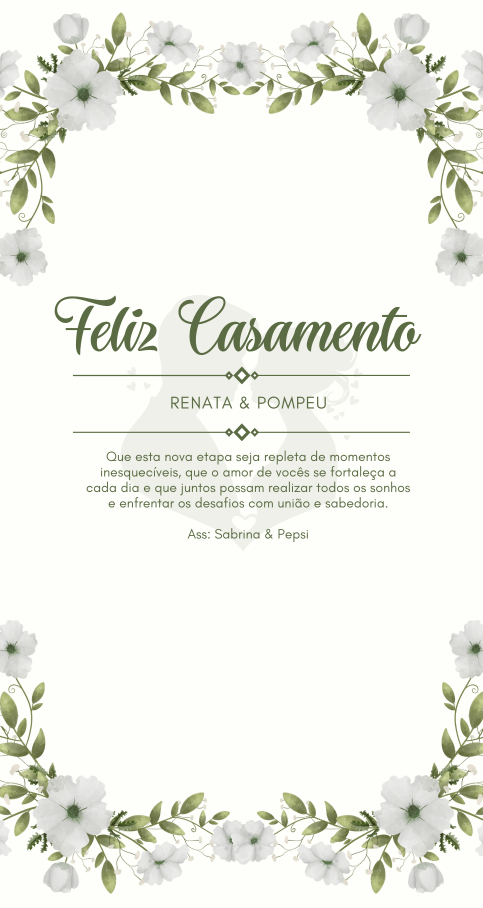 Feliz Casamento
RENATA & POMPEU
Que esta nova etapa seja repleta de momentos
inesquecíveis, que o amor de vocês se fortaleça a
cada dia e que juntos possam realizar todos os sonhos
e enfrentar os desafios com união e sabedoria.
Ass: Sabrina & Pepsi